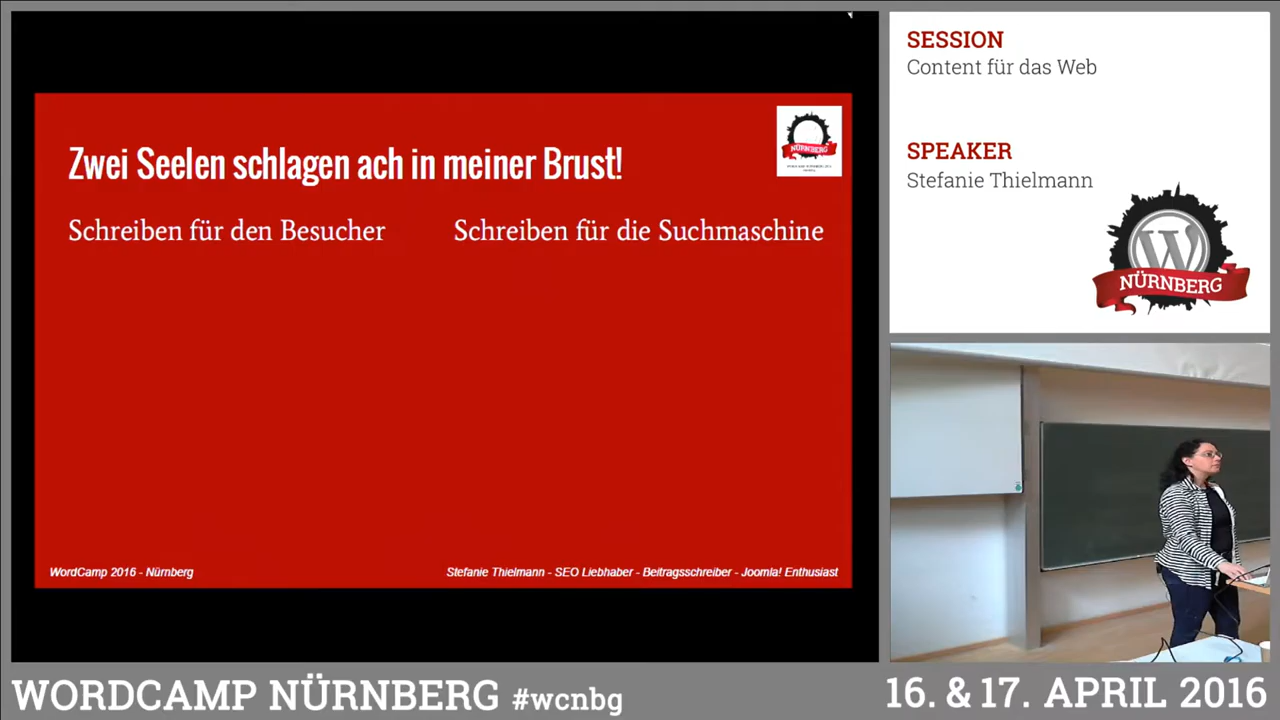 Zwei Seelen schlagen ach in meiner Brust!
NÜRNBERG
Schreiben für den Besucher
Schreiben für die Suchmaschine
WordCamp 2016 - Nürnberg
Stefanie Thielmann - SEO Liebhaber - Beitragsschreiber - Joomla! Enthusiast
SESSION
Content für das Web
SPEAKER
Stefanie Thielmann
W
NÜRNBERG
WORDCAMP NÜRNBERG #wcnbg
16. & 17. APRIL 2016